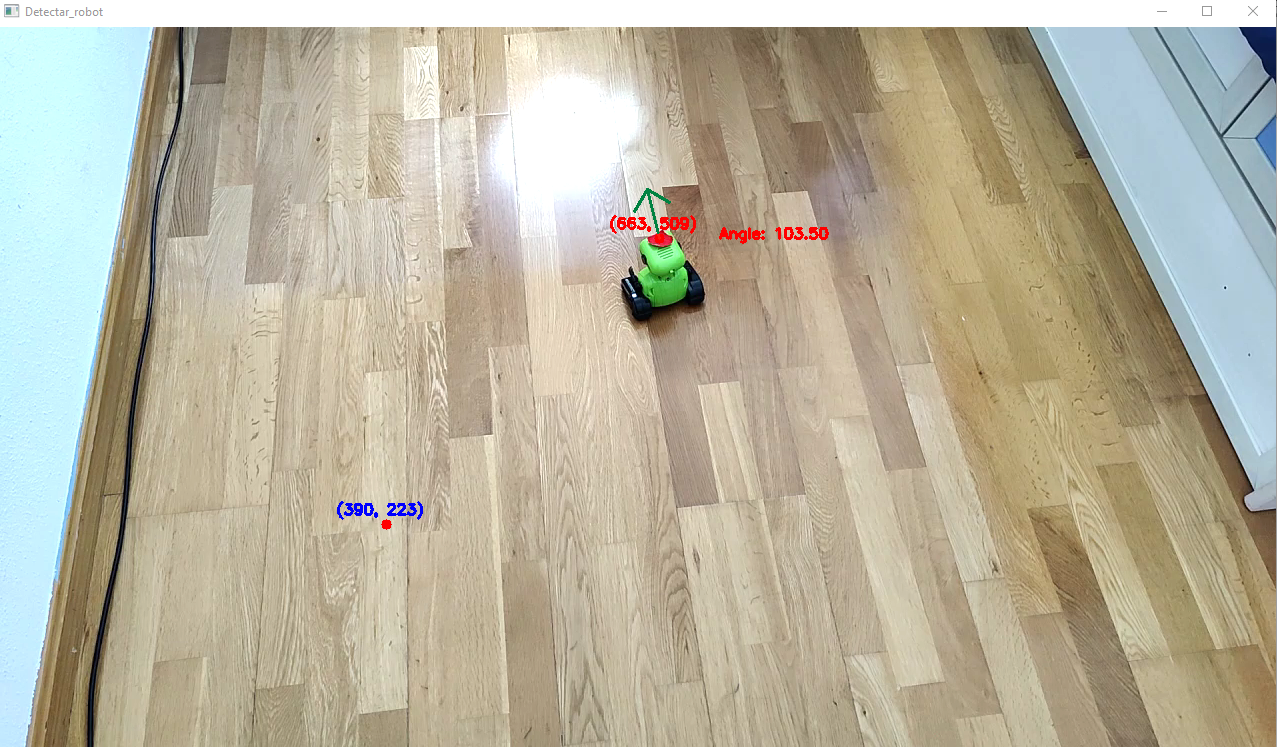 Detectar_robot
(663, 509)
Angle: 103.50
(390, 223)